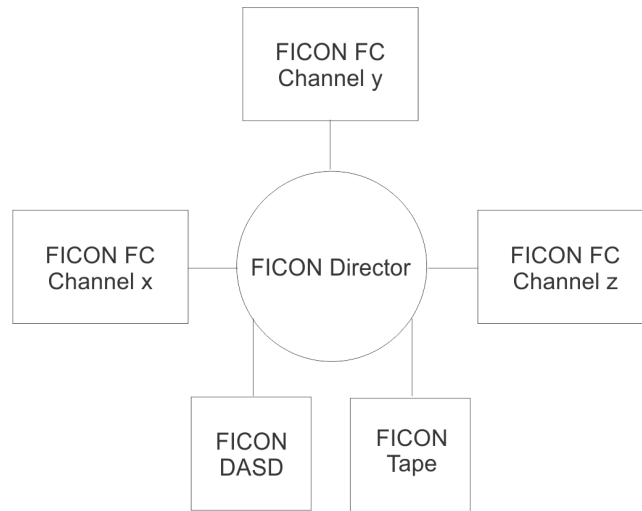 FICON FC
Channel y
FICON FC
Channel x
FICON Director
FICON FC
Channel z
FICON
DASD
FICON
Tape